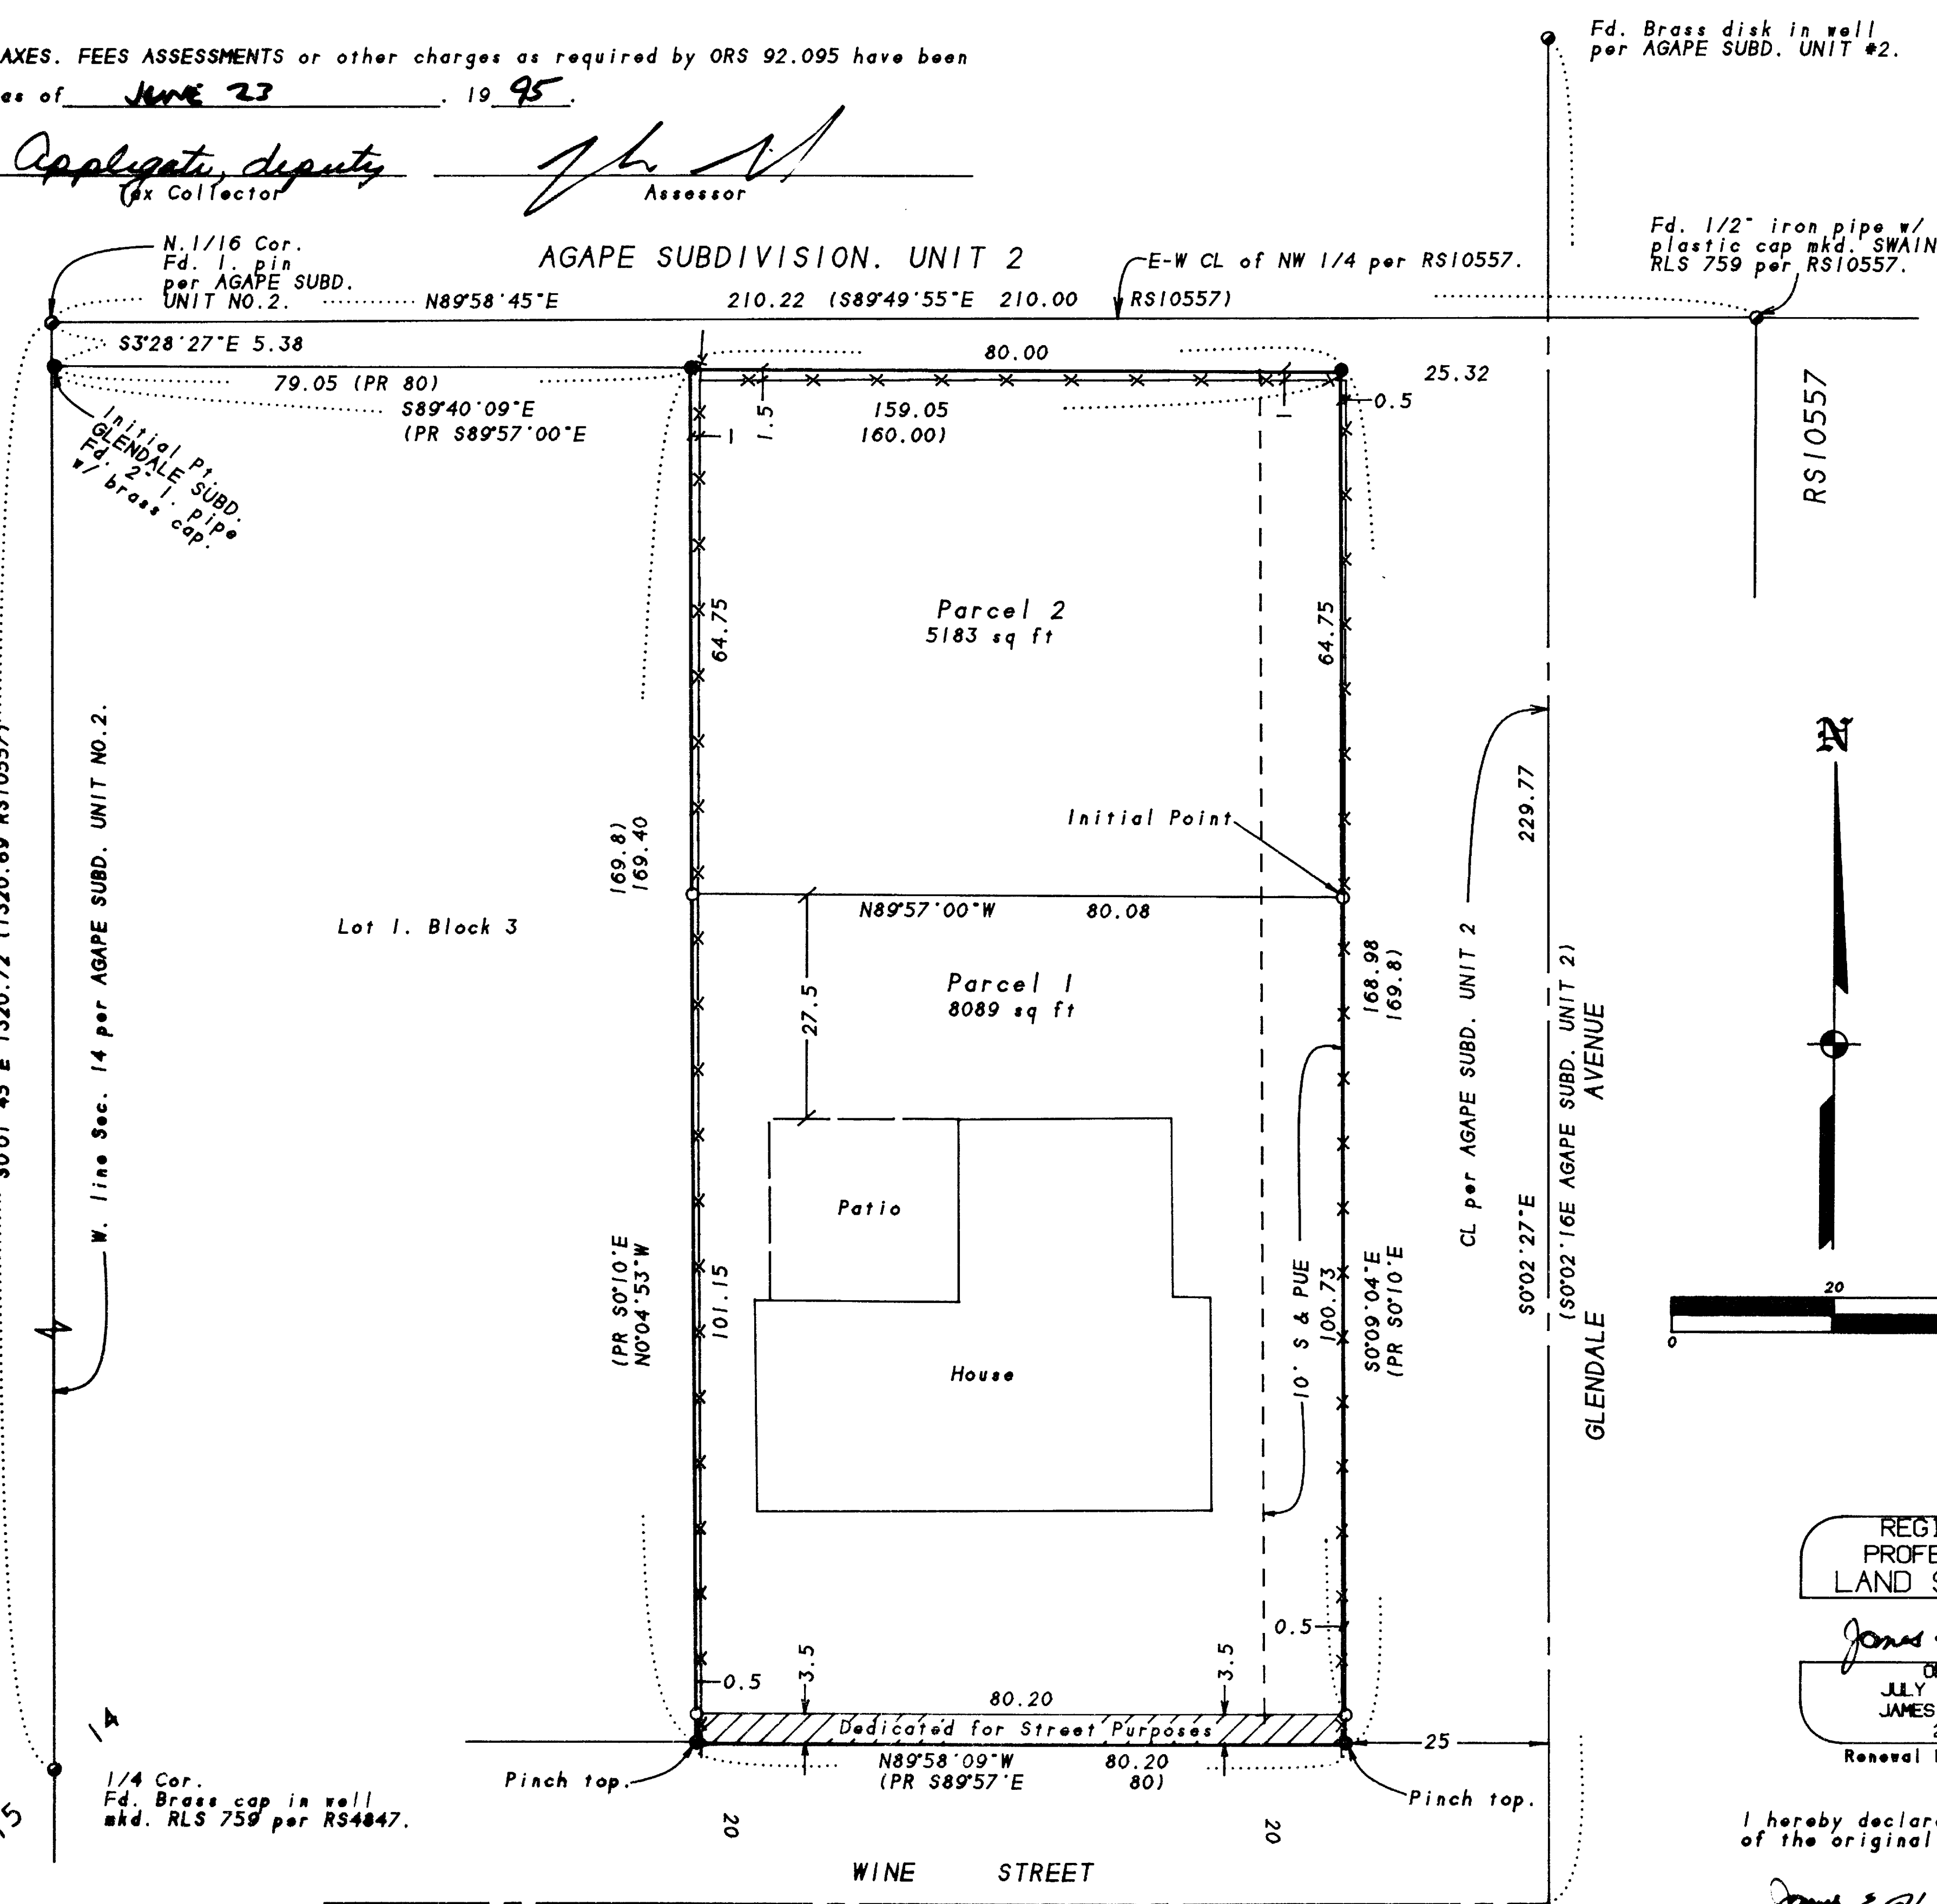 AXES. FEES ASSESSMENTS or other charges as required by ORS 92.095 have been
as of JUNE 23 . 19 95 .
Applegate, deputy
Tax Collector
Assessor
Fd. Brass disk in well
per AGAPE SUBD. UNIT #2.
N.1/16 Cor.
Fd. I. pin
per AGAPE SUBD.
UNIT NO.2.
AGAPE SUBDIVISION. UNIT 2
E-W CL of NW 1/4 per RS10557.
Fd. 1/2" iron pipe w/
plastic cap mkd. SWAIN
RLS 759 per RS10557.
N89°58'45"E 210.22 (S89°49'55"E 210.00 RS10557)
S3°28'27"E 5.38
79.05 (PR 80)
80.00
25.32
S89°40'09"E 159.05
(PR S89°57'00"E 160.00)
Initial Pt.
GLENDALE SUBD.
Fd. 2" I. pipe
w/ brass cap.
1
1.5
1
0.5
RS10557
Parcel 2
5183 sq ft
64.75
64.75
W. line Sec. 14 per AGAPE SUBD. UNIT NO.2.
169.8)
169.40
Initial Point
229.77
N89°57'00"W 80.08
Lot 1. Block 3
Parcel 1
8089 sq ft
27.5
168.98
169.8)
CL per AGAPE SUBD. UNIT 2
S0°02'27"E
(S0°02'16E AGAPE SUBD. UNIT 2)
GLENDALE AVENUE
N
Patio
House
(PR S0°10'E
N0°04'53"W
101.15
10' S & PUE
100.73
S0°09'04"E
(PR S0°10'E
20
0
REGI
PROFE
LAND S
James
JULY
JAMES
Renewal
0.5
3.5
3.5
0.5
80.20
Dedicated for Street Purposes
N89°58'09"W 80.20
(PR S89°57'E 80)
25
Pinch top.
Pinch top.
14
15
1/4 Cor.
Fd. Brass cap in well
mkd. RLS 759 per RS4847.
20
20
WINE STREET
I hereby declar
of the original
James E